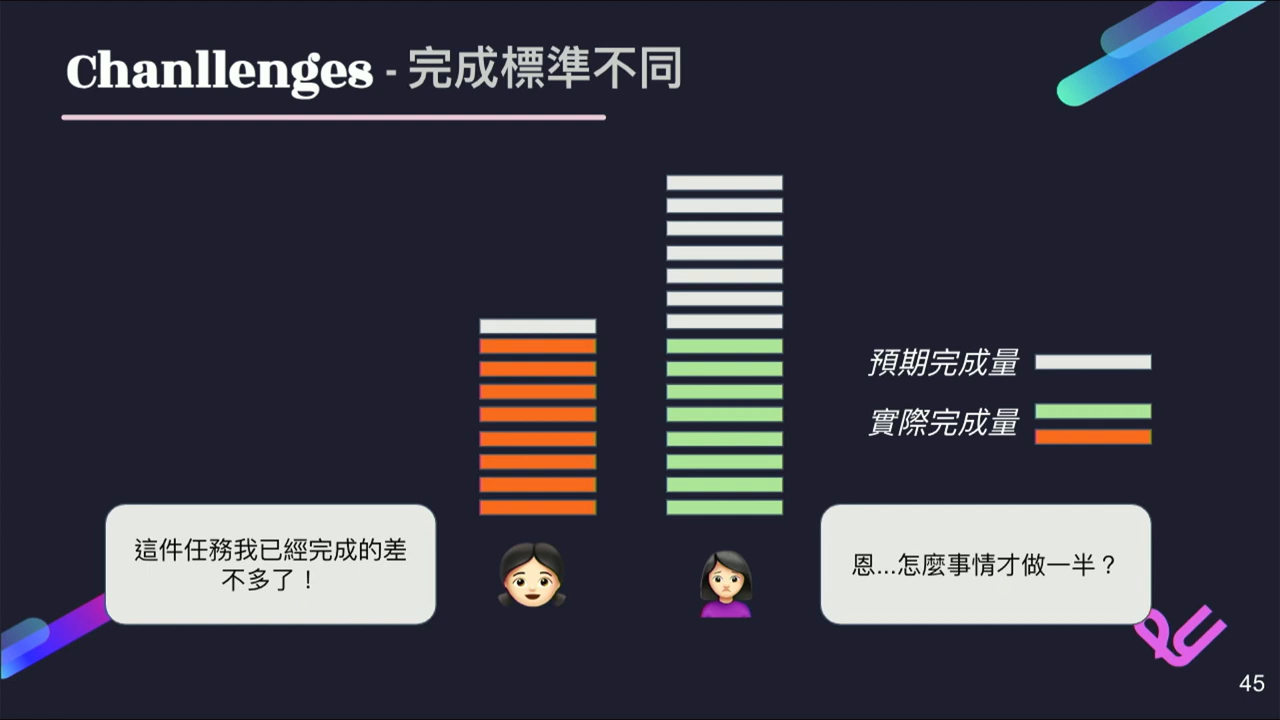 Chanllenges - 完成標準不同
預期完成量
實際完成量
這件任務我已經完成的差
不多了！
恩...怎麼事情才做一半？
45